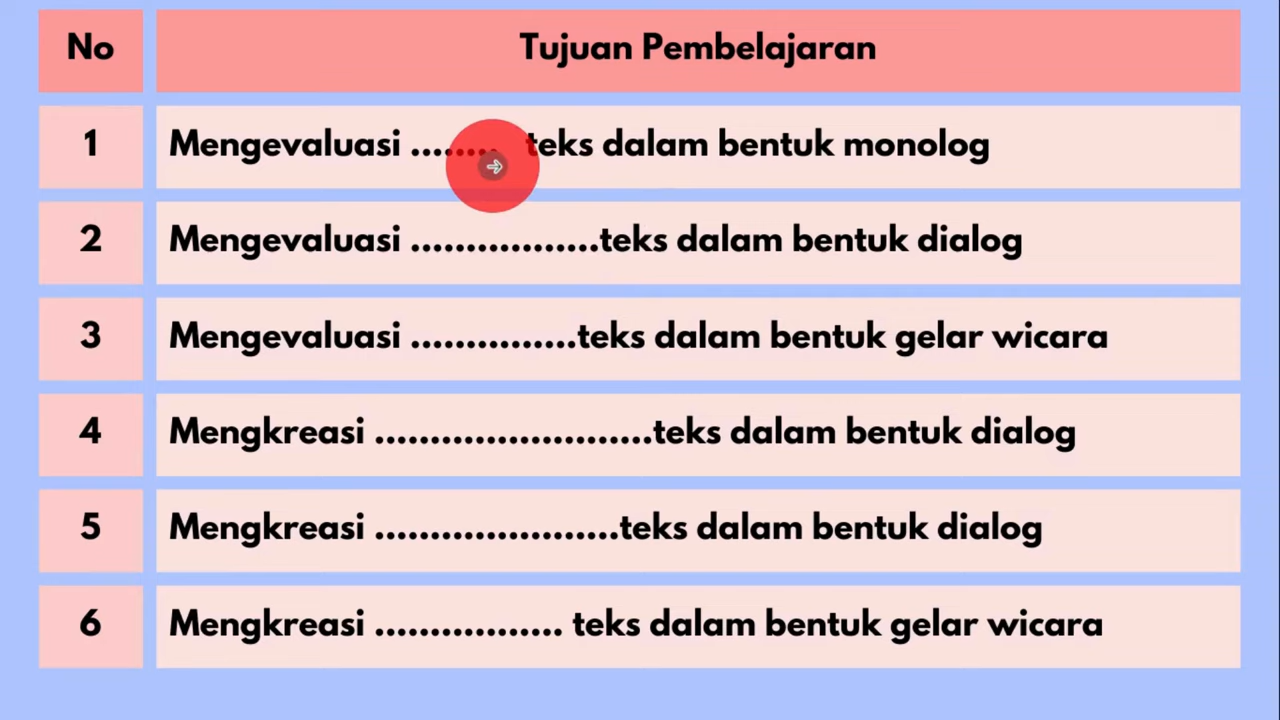 No Tujuan Pembelajaran
1 Mengevaluasi ........ teks dalam bentuk monolog
2 Mengevaluasi .................teks dalam bentuk dialog
3 Mengevaluasi ...............teks dalam bentuk gelar wicara
4 Mengkreasi .........................teks dalam bentuk dialog
5 Mengkreasi ......................teks dalam bentuk dialog
6 Mengkreasi ................. teks dalam bentuk gelar wicara